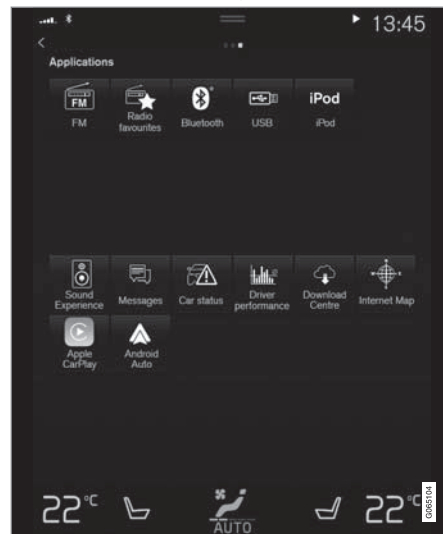 13:45
Applications
FM
iPod
FM
Radio favourites
Bluetooth
USB
iPod
Sound Experience
Messages
Car status
Driver performance
Download Centre
Internet Map
Apple CarPlay
Android Auto
22°C
AUTO
22°C
G065104